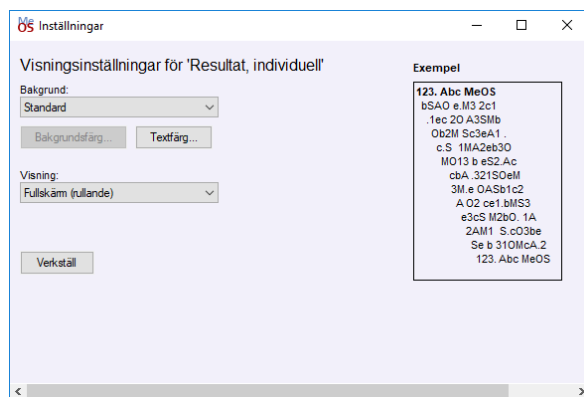 MeOS Inställningar
Visningsinställningar för 'Resultat, individuell'
Bakgrund:
Standard
Bakgrundsfärg...
Textfärg...
Visning:
Fullskärm (rullande)
Verkställ
Exempel
123. Abc MeOS
bSAO e.M3 2c1
.1ec 2O A3SMb
Ob2M Sc3eA1 .
c.S 1MA2eb3O
MO13 b eS2.Ac
cbA .321SOeM
3M.e OASb1c2
A O2 ce1.bMS3
e3cS M2bO. 1A
2AM1 S.cO3be
Se b 31OMcA.2
123. Abc MeOS